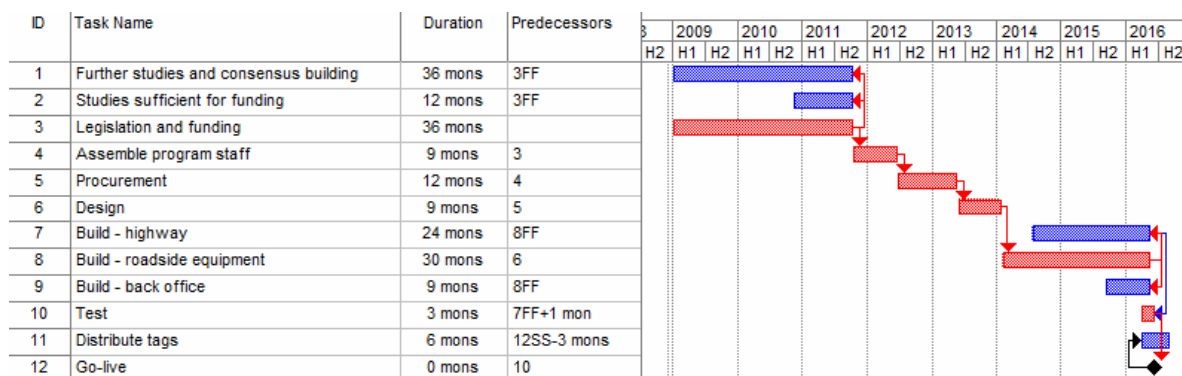 ID Task Name Duration Predecessors
3 2009 2010 2011 2012 2013 2014 2015 2016
H2 H1 H2 H1 H2 H1 H2 H1 H2 H1 H2 H1 H2 H1 H2 H1 H2
1 Further studies and consensus building 36 mons 3FF
2 Studies sufficient for funding 12 mons 3FF
3 Legislation and funding 36 mons
4 Assemble program staff 9 mons 3
5 Procurement 12 mons 4
6 Design 9 mons 5
7 Build - highway 24 mons 8FF
8 Build - roadside equipment 30 mons 6
9 Build - back office 9 mons 8FF
10 Test 3 mons 7FF+1 mon
11 Distribute tags 6 mons 12SS-3 mons
12 Go-live 0 mons 10